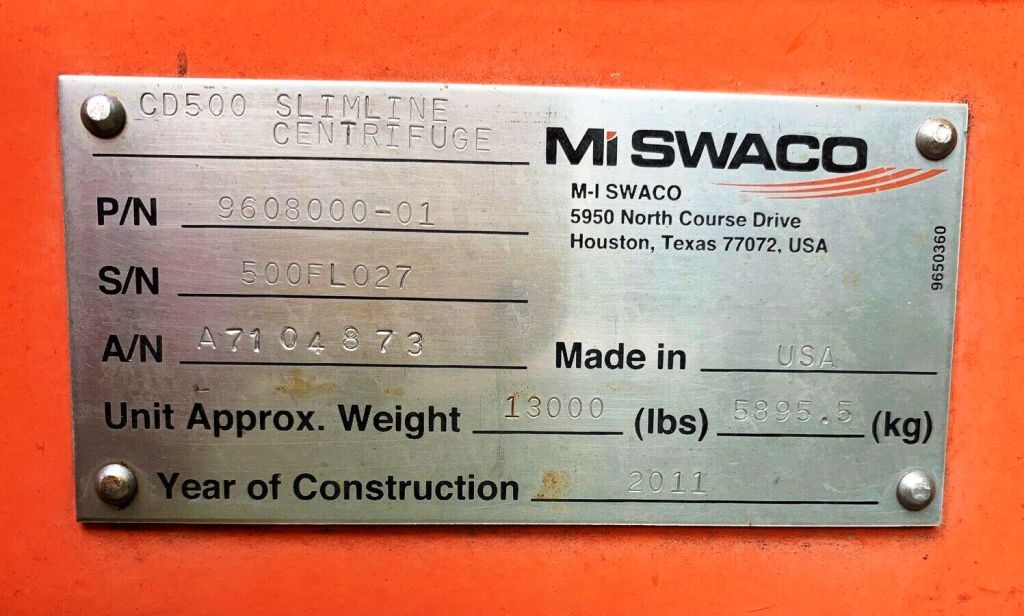 CD500 SLIMLINE
CENTRIFUGE
Mi SWACO
M-I SWACO
5950 North Course Drive
Houston, Texas 77072, USA
9650360
P/N 9608000-01
S/N 500FL027
A/N A7104873
Made in USA
Unit Approx. Weight 13000 (lbs) 5895.5 (kg)
Year of Construction 2011